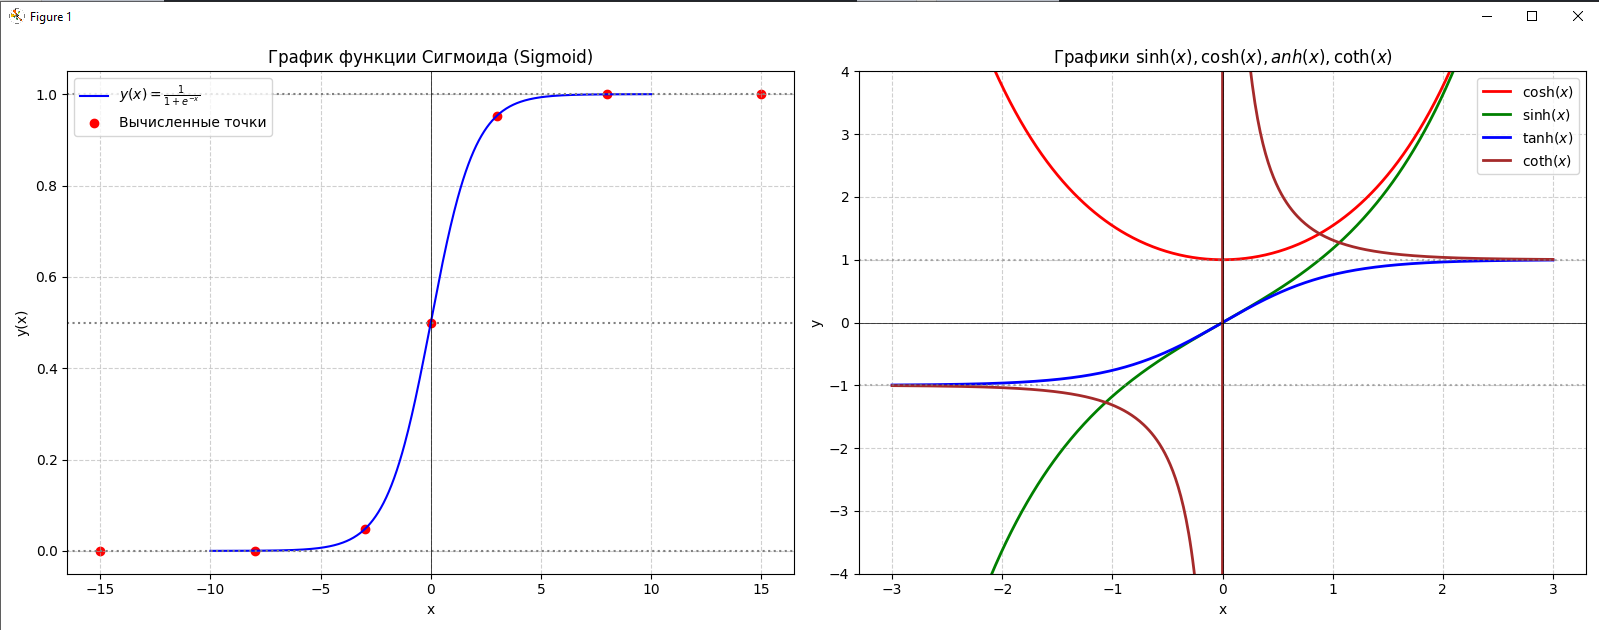 Figure 1
График функции Сигмоида (Sigmoid)
y(x) = 1/(1 + e^{-x})
Вычисленные точки
1.0
0.8
0.6
0.4
0.2
0.0
y(x)
−15
−10
−5
0
5
10
15
x
Графики sinh(x), cosh(x), anh(x), coth(x)
cosh(x)
sinh(x)
tanh(x)
coth(x)
4
3
2
1
0
−1
−2
−3
−4
y
−3
−2
−1
0
1
2
3
x